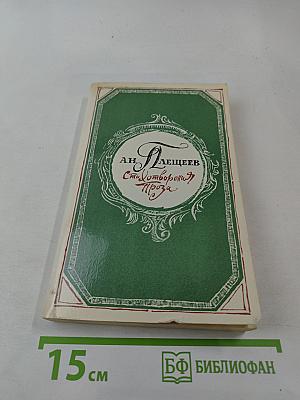 А.Н. Плещеев
Стихотворения
Проза
15 см
БФ БИБЛИОФАН